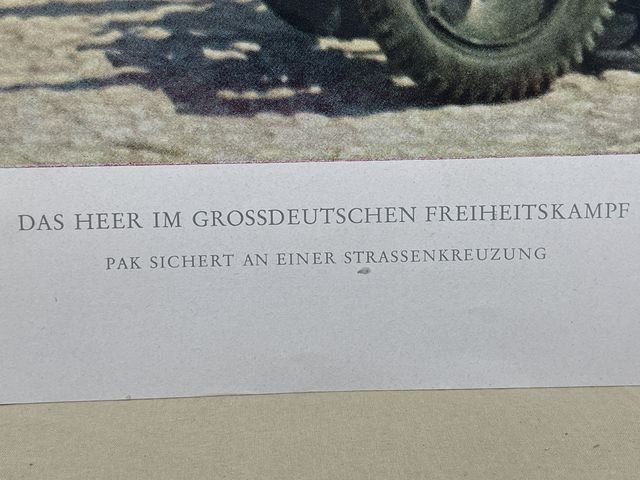 DAS HEER IM GROSSDEUTSCHEN FREIHEITSKAMPF
PAK SICHERT AN EINER STRASSENKREUZUNG